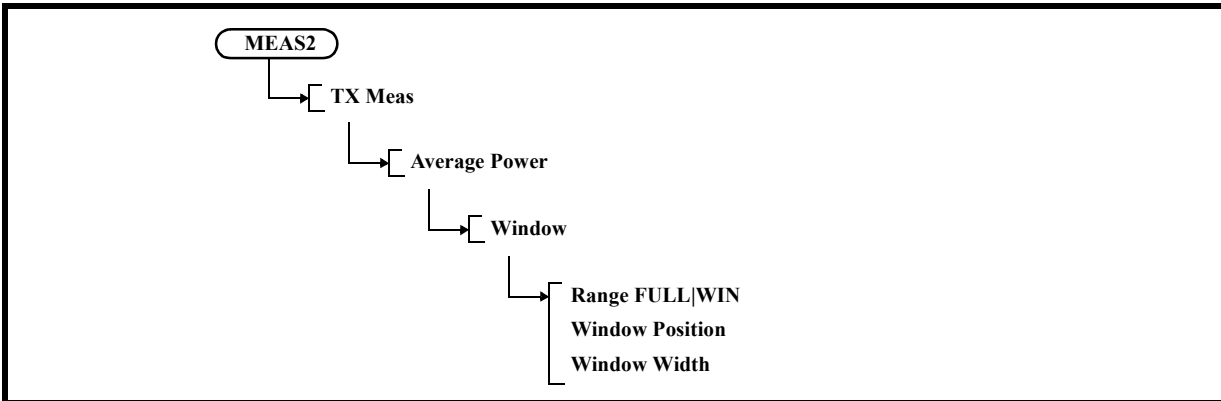 MEAS2
TX Meas
Average Power
Window
Range FULL|WIN
Window Position
Window Width